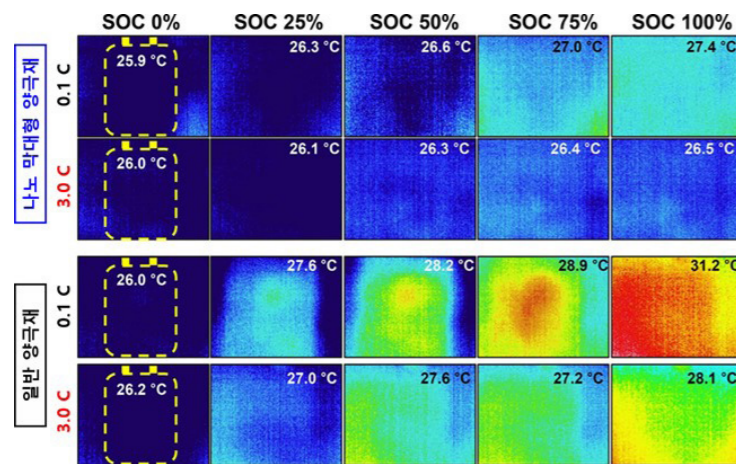 SOC 0% SOC 25% SOC 50% SOC 75% SOC 100%
나노 막대형 양극재
0.1 C
25.9 °C 26.3 °C 26.6 °C 27.0 °C 27.4 °C
3.0 C
26.0 °C 26.1 °C 26.3 °C 26.4 °C 26.5 °C
일반 양극재
0.1 C
26.0 °C 27.6 °C 28.2 °C 28.9 °C 31.2 °C
3.0 C
26.2 °C 27.0 °C 27.6 °C 27.2 °C 28.1 °C